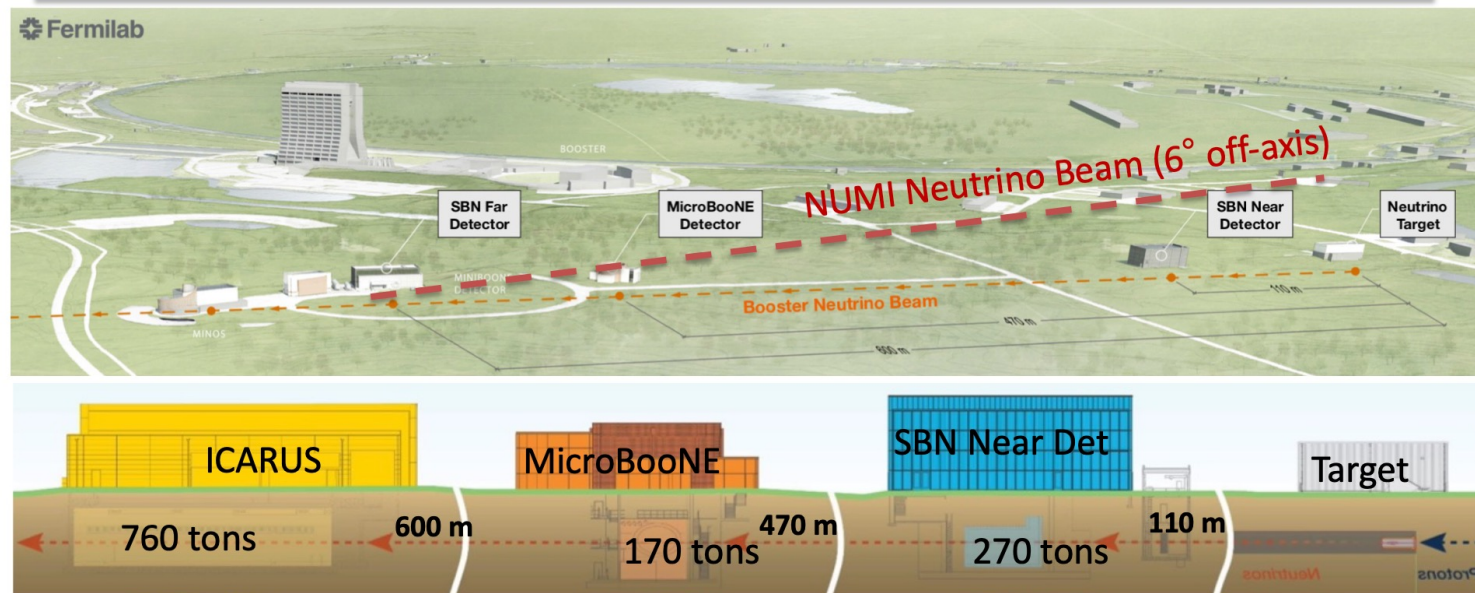 Fermilab
BOOSTER
NUMI Neutrino Beam (6° off-axis)
SBN Far
Detector
MicroBooNE
Detector
SBN Near
Detector
Neutrino
Target
MINIBOONE
DETECTOR
Booster Neutrino Beam
MINOS
110 m
470 m
600 m
ICARUS
MicroBooNE
SBN Near Det
Target
760 tons
600 m
170 tons
470 m
270 tons
110 m
Neutrinos
Protons